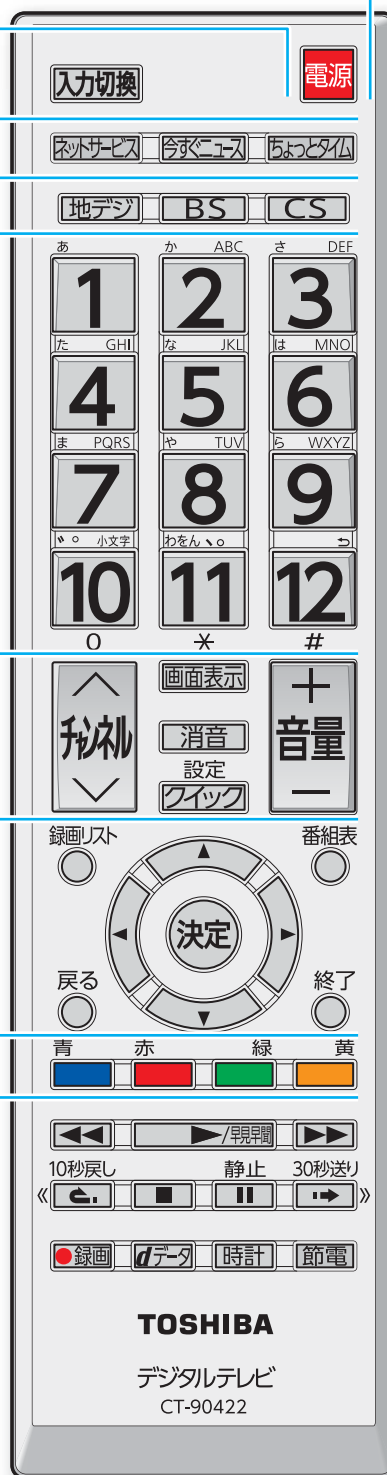 入力切換 電源
ネットサービス 今すぐニュース ちょっとタイム
地デジ BS CS
あ か ABC さ DEF
1 2 3
た GHI な JKL は MNO
4 5 6
ま PQRS や TUV ら WXYZ
7 8 9
゛゜ 小文字 わをん、。
10 11 12
0 * #
チャンネル 画面表示 + 音量 −
消音
設定
クイック
録画リスト 番組表
決定
戻る 終了
青 赤 緑 黄
/早見早聞
10秒戻し 静止 30秒送り
《 》
録画 dデータ 時計 節電
TOSHIBA
デジタルテレビ
CT-90422